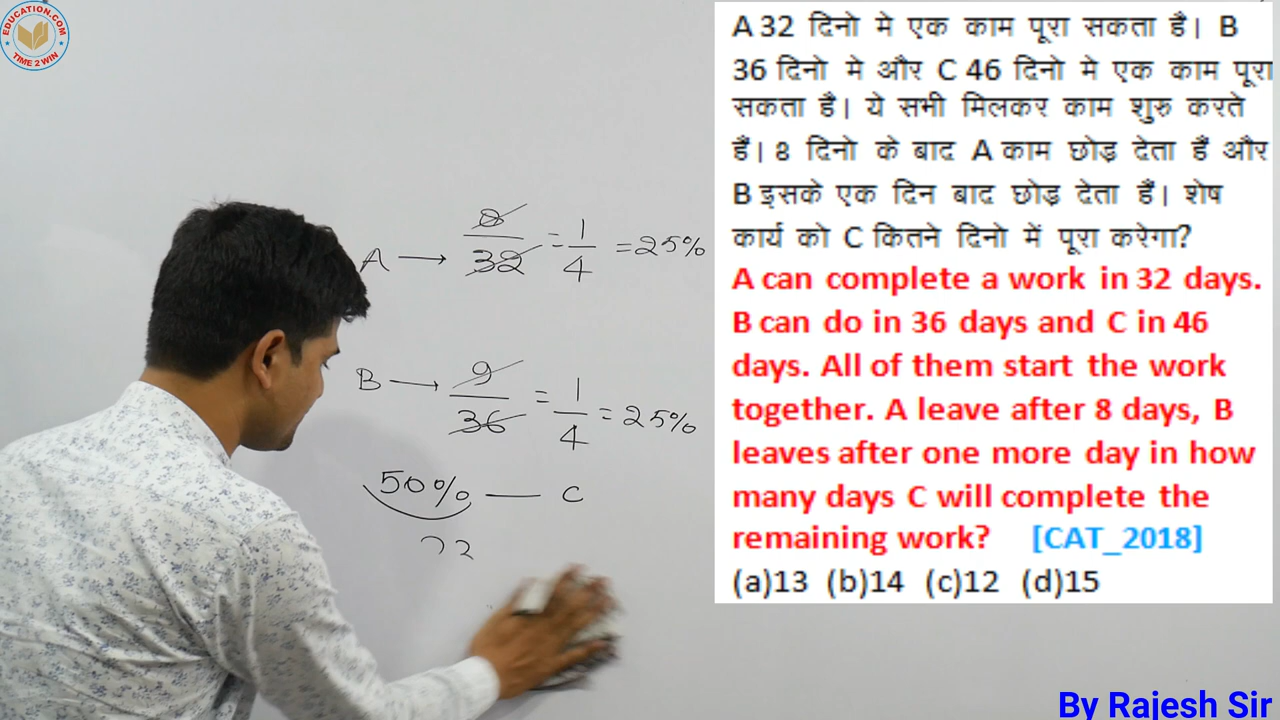 EDUCATION.COM
TIME 2 WIN
A 32 दिनो मे एक काम पूरा सकता हैं। B
36 दिनो मे और C 46 दिनो मे एक काम पूरा
सकता हैं। ये सभी मिलकर काम शुरु करते
हैं। 8 दिनो के बाद A काम छोड़ देता हैं और
B इसके एक दिन बाद छोड़ देता हैं। शेष
कार्य को C कितने दिनो में पूरा करेगा?
A can complete a work in 32 days.
B can do in 36 days and C in 46
days. All of them start the work
together. A leave after 8 days, B
leaves after one more day in how
many days C will complete the
remaining work? [CAT_2018]
(a)13 (b)14 (c)12 (d)15
A → 8/32 = 1/4 = 25%
B → 9/36 = 1/4 = 25%
50% — C
By Rajesh Sir